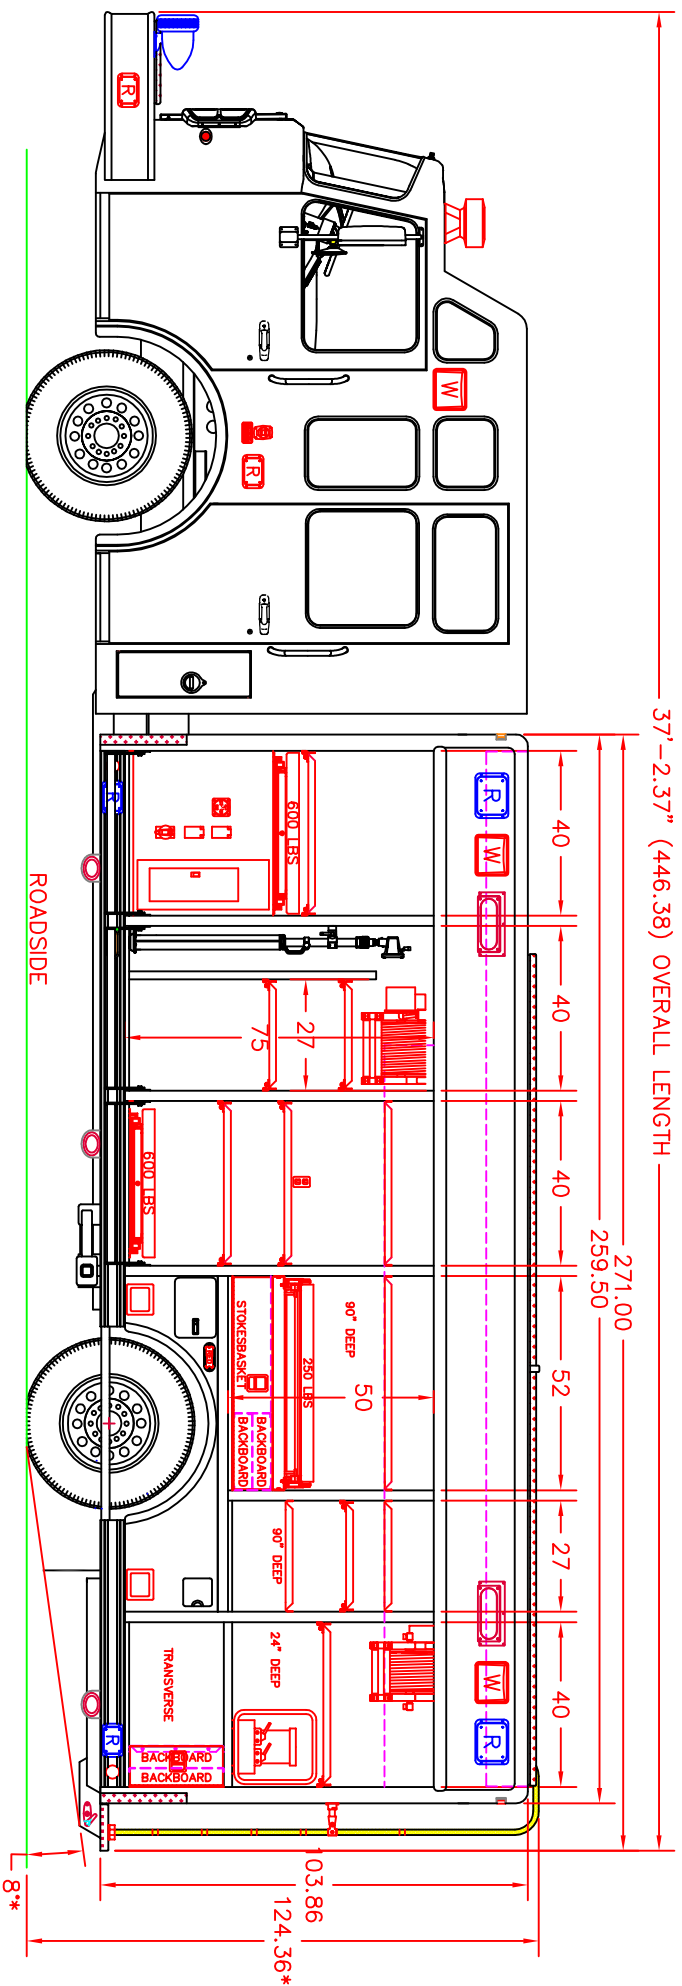 37'-2.37" (446.38) OVERALL LENGTH
271.00
259.50
40
40
40
52
27
40
R
W
W
R
W
R
R
600 LBS
27
75
600 LBS
90" DEEP
250 LBS
50
STOKESBASKET
BACKBOARD
BACKBOARD
90" DEEP
24" DEEP
TRANSVERSE
BACKBOARD
BACKBOARD
R
R
ROADSIDE
103.86
124.36*
8°*